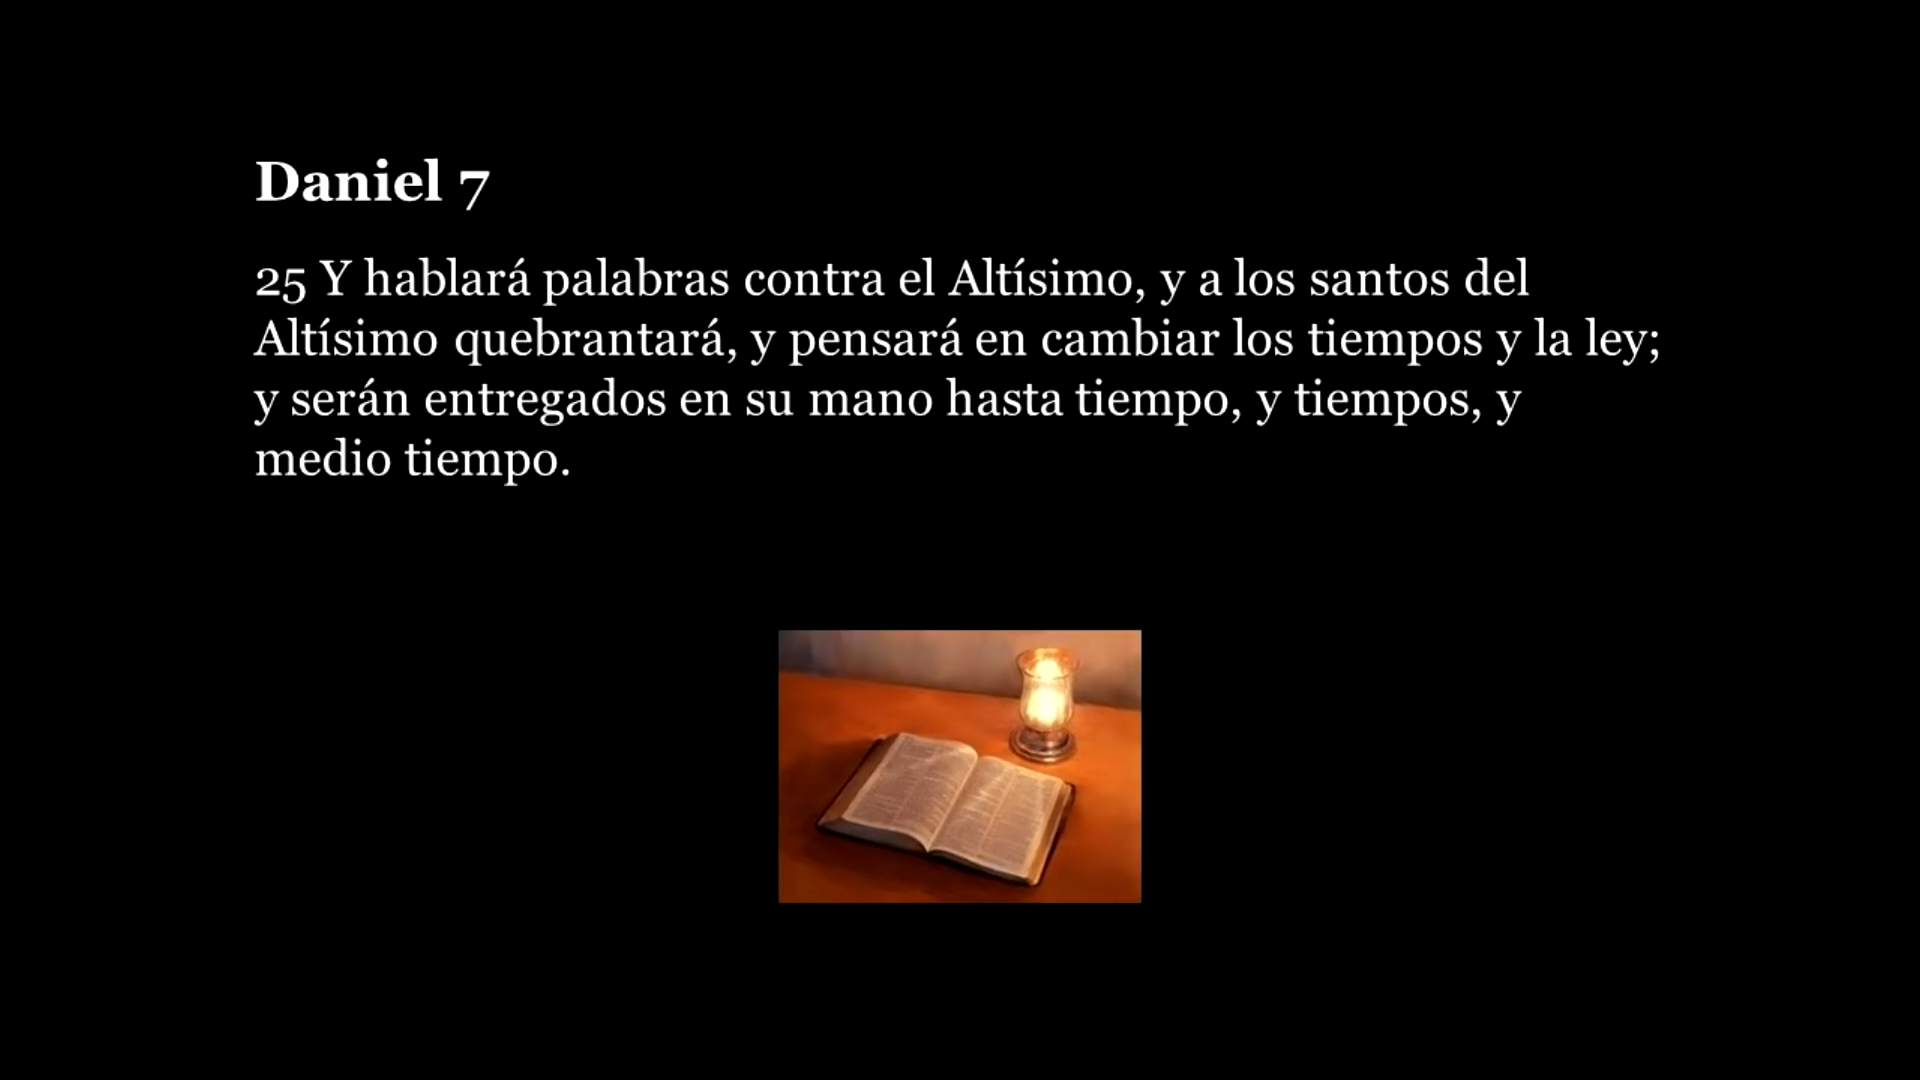 Daniel 7
25 Y hablará palabras contra el Altísimo, y a los santos del
Altísimo quebrantará, y pensará en cambiar los tiempos y la ley;
y serán entregados en su mano hasta tiempo, y tiempos, y
medio tiempo.